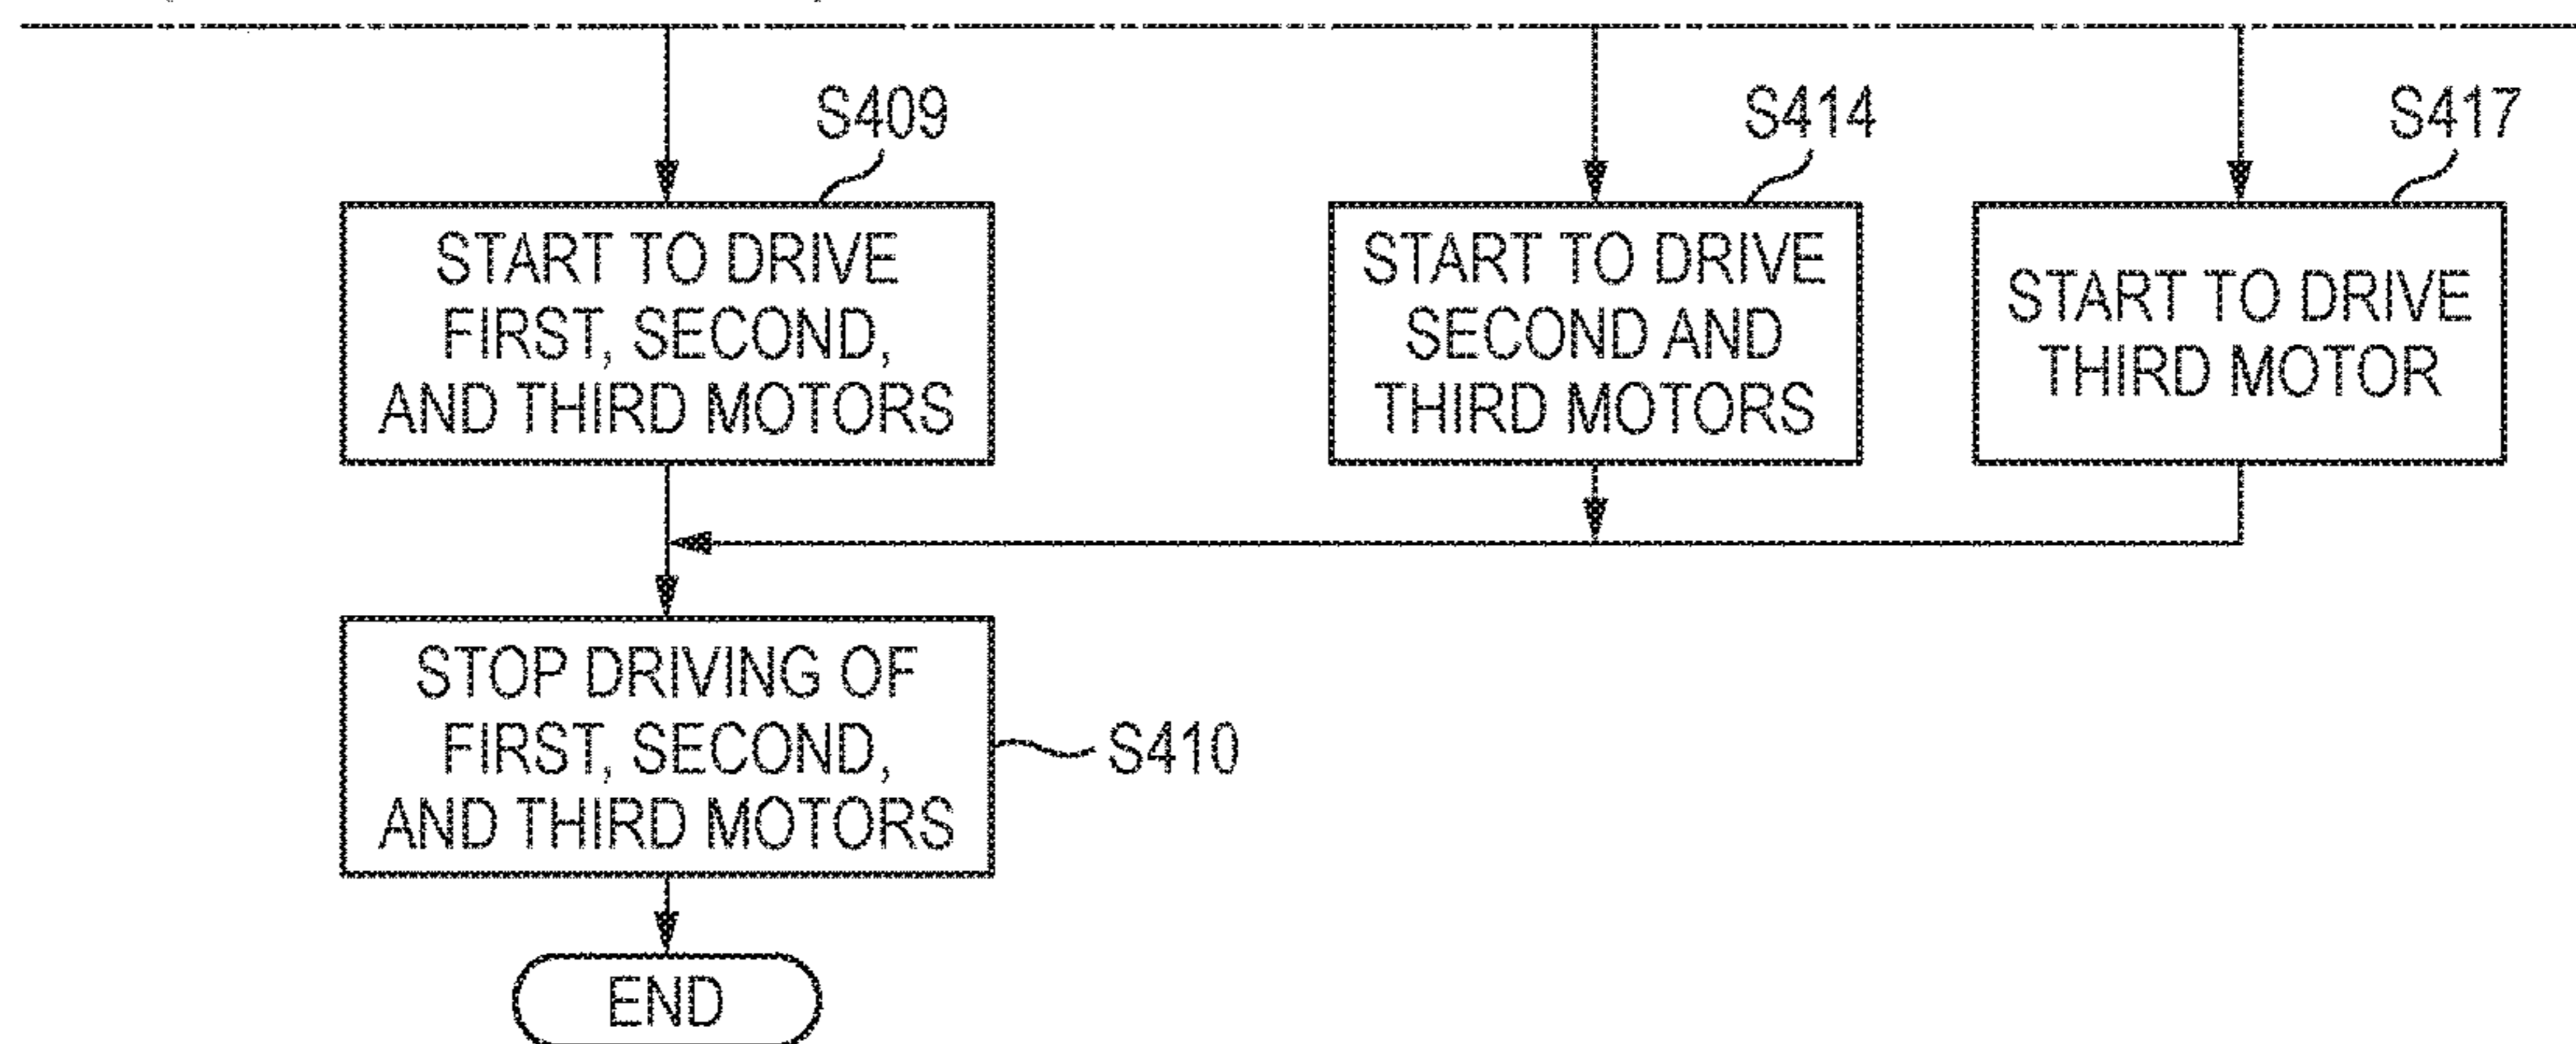 S409
S414
S417
START TO DRIVE
FIRST, SECOND,
AND THIRD MOTORS
START TO DRIVE
SECOND AND
THIRD MOTORS
START TO DRIVE
THIRD MOTOR
STOP DRIVING OF
FIRST, SECOND,
AND THIRD MOTORS
S410
END